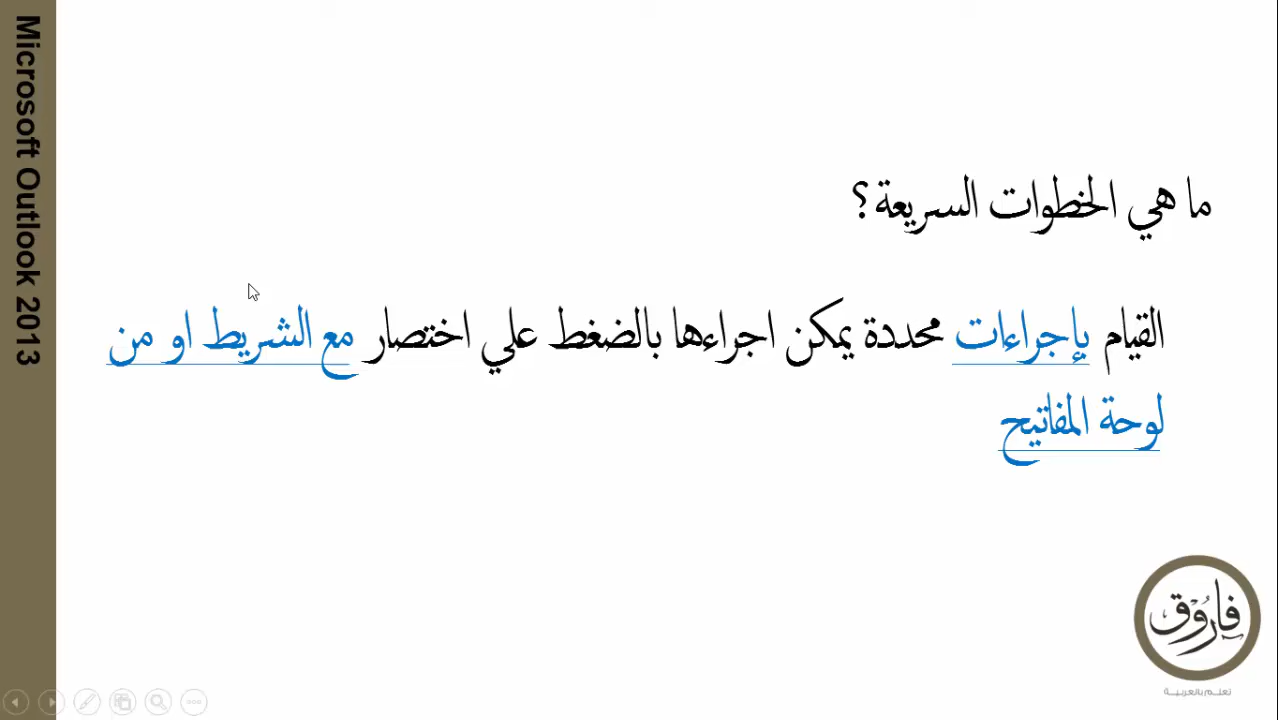 Microsoft Outlook 2013
ما هي الخطوات السريعة؟
القيام بإجراءات محددة يمكن اجراءها بالضغط علي اختصار مع الشريط او من
لوحة المفاتيح
فاروق
تعلم بالعربية